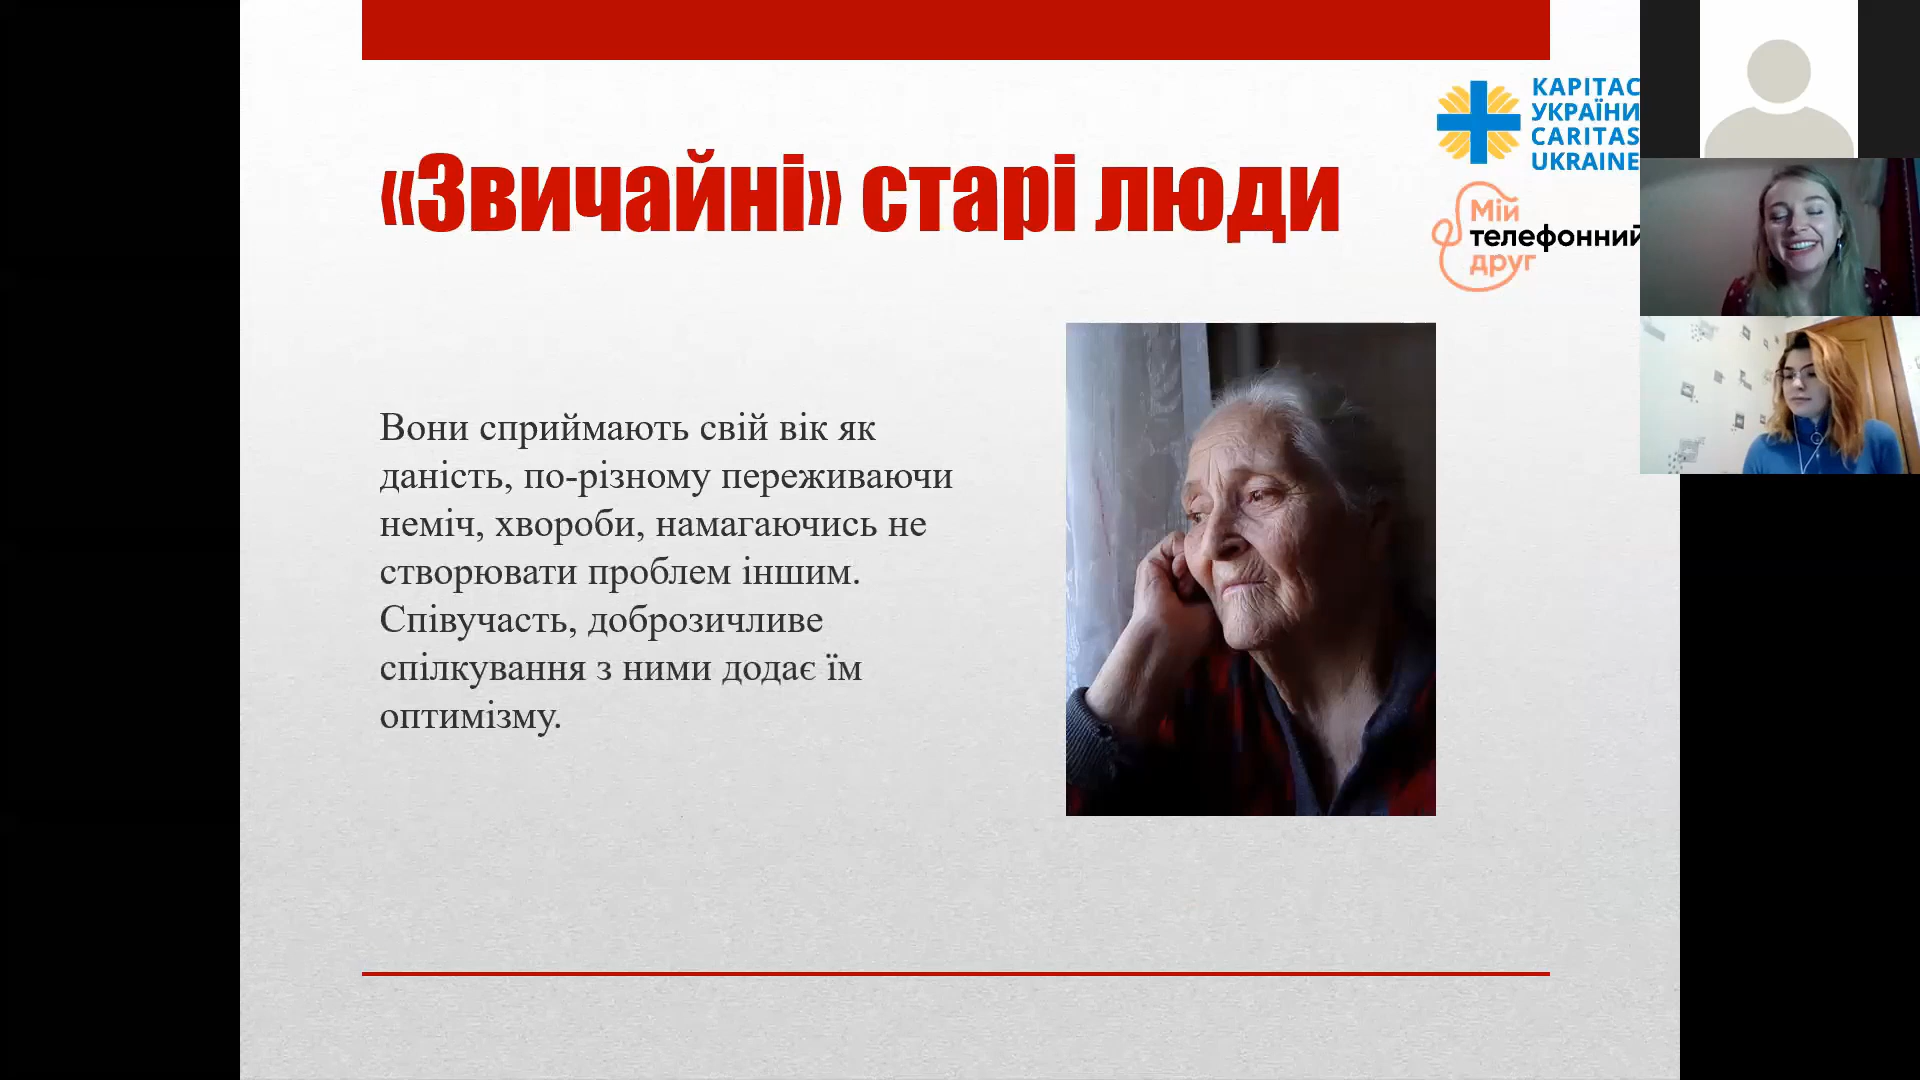 «Звичайні» старі люди
КАРІТАС
УКРАЇНИ
CARITAS
UKRAINE
Мій
телефонний
друг
Вони сприймають свій вік як
даність, по-різному переживаючи
неміч, хвороби, намагаючись не
створювати проблем іншим.
Співучасть, доброзичливе
спілкування з ними додає їм
оптимізму.